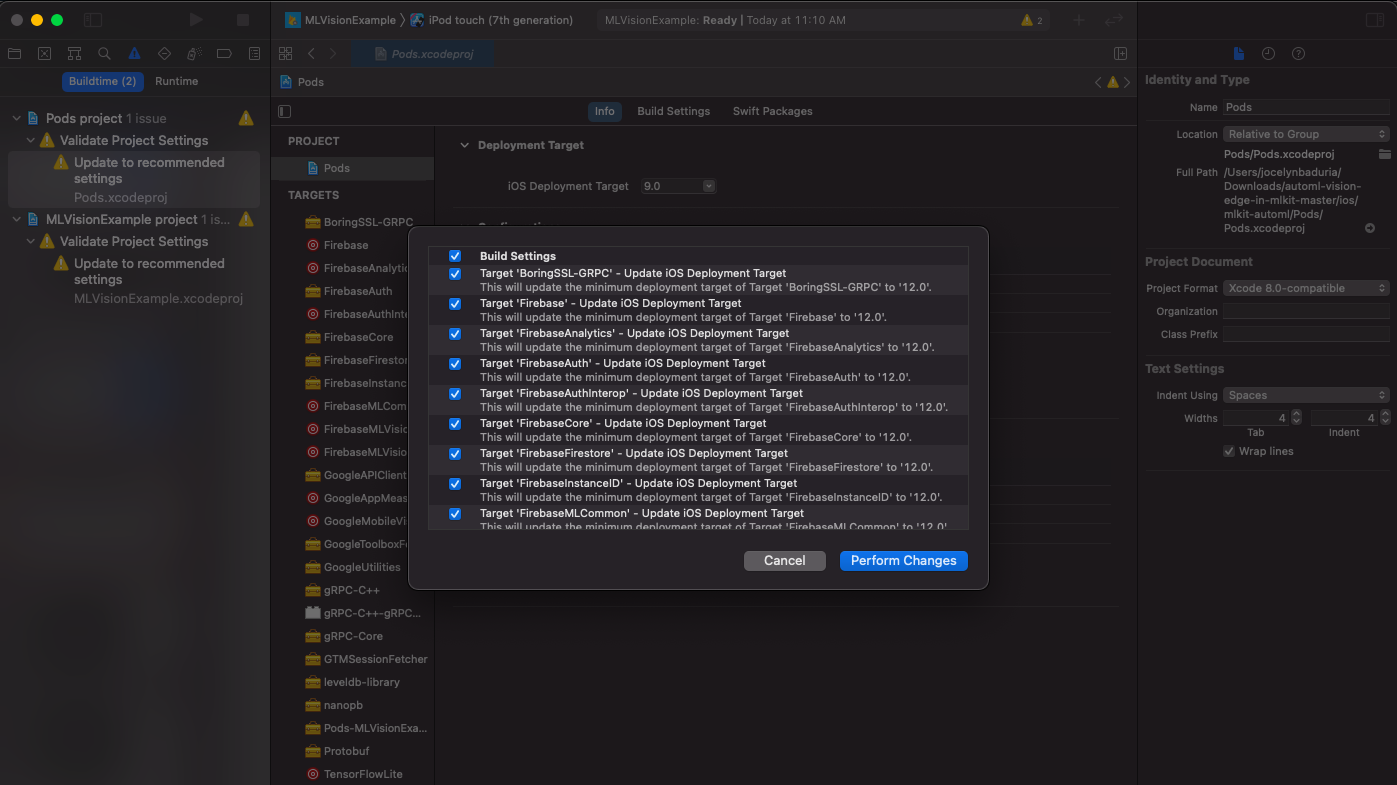 MLVisionExample
iPod touch (7th generation)
MLVisionExample: Ready | Today at 11:10 AM
2
Pods.xcodeproj
Buildtime (2)
Runtime
Pods project 1 issue
Validate Project Settings
Update to recommended
settings
Pods.xcodeproj
MLVisionExample project 1 is...
Validate Project Settings
Update to recommended
settings
MLVisionExample.xcodeproj
Pods
Info
Build Settings
Swift Packages
PROJECT
Pods
TARGETS
BoringSSL-GRPC
Firebase
FirebaseAnalytic
FirebaseAuth
FirebaseAuthInte
FirebaseCore
FirebaseFirestor
FirebaseInstanc
FirebaseMLCom
FirebaseMLVisio
FirebaseMLVisio
GoogleAPIClient
GoogleAppMeas
GoogleMobileVi
GoogleToolboxFo
GoogleUtilities
gRPC-C++
gRPC-C++-gRPC...
gRPC-Core
GTMSessionFetcher
leveldb-library
nanopb
Pods-MLVisionExa...
Protobuf
TensorFlowLite
Deployment Target
iOS Deployment Target
9.0
Build Settings
Target 'BoringSSL-GRPC' - Update iOS Deployment Target
This will update the minimum deployment target of Target 'BoringSSL-GRPC' to '12.0'.
Target 'Firebase' - Update iOS Deployment Target
This will update the minimum deployment target of Target 'Firebase' to '12.0'.
Target 'FirebaseAnalytics' - Update iOS Deployment Target
This will update the minimum deployment target of Target 'FirebaseAnalytics' to '12.0'.
Target 'FirebaseAuth' - Update iOS Deployment Target
This will update the minimum deployment target of Target 'FirebaseAuth' to '12.0'.
Target 'FirebaseAuthInterop' - Update iOS Deployment Target
This will update the minimum deployment target of Target 'FirebaseAuthInterop' to '12.0'.
Target 'FirebaseCore' - Update iOS Deployment Target
This will update the minimum deployment target of Target 'FirebaseCore' to '12.0'.
Target 'FirebaseFirestore' - Update iOS Deployment Target
This will update the minimum deployment target of Target 'FirebaseFirestore' to '12.0'.
Target 'FirebaseInstanceID' - Update iOS Deployment Target
This will update the minimum deployment target of Target 'FirebaseInstanceID' to '12.0'.
Target 'FirebaseMLCommon' - Update iOS Deployment Target
This will update the minimum deployment target of Target 'FirebaseMLCommon' to '12.0'
Cancel
Perform Changes
Identity and Type
Name Pods
Location Relative to Group
Pods/Pods.xcodeproj
Full Path /Users/jocelynbaduria/
Downloads/automl-vision-
edge-in-mlkit-master/ios/
mlkit-automl/Pods/
Pods.xcodeproj
Project Document
Project Format Xcode 8.0-compatible
Organization
Class Prefix
Text Settings
Indent Using Spaces
Widths 4 4
Tab Indent
Wrap lines